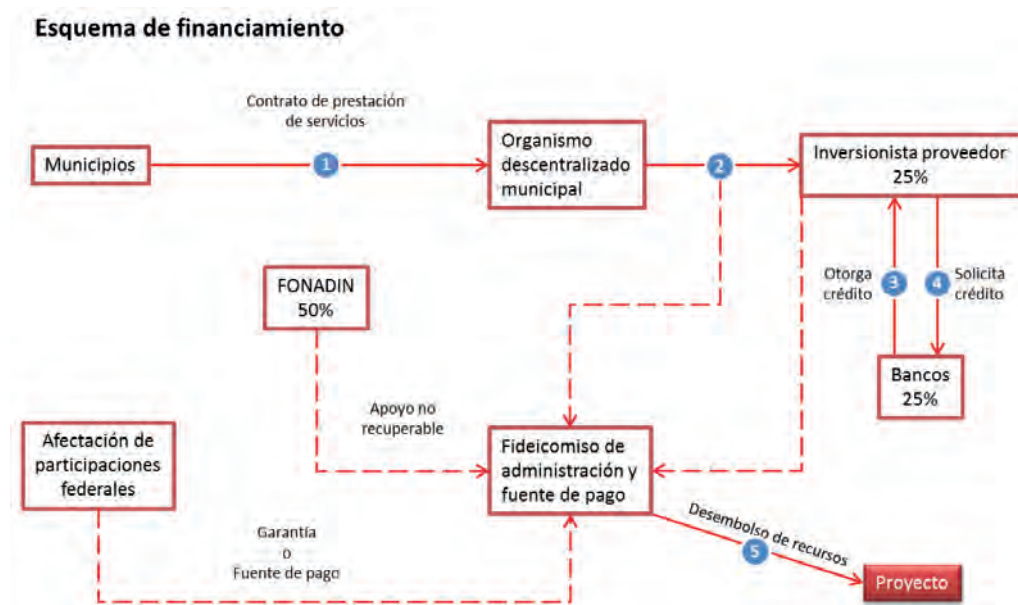 Esquema de financiamiento
Contrato de prestación
de servicios
Municipios
1
Organismo
descentralizado
municipal
2
Inversionista proveedor
25%
FONADIN
50%
Otorga
crédito
3
4
Solicita
crédito
Bancos
25%
Apoyo no
recuperable
Afectación de
participaciones
federales
Fideicomiso de
administración y
fuente de pago
Garantía
o
Fuente de pago
Desembolso de recursos
5
Proyecto